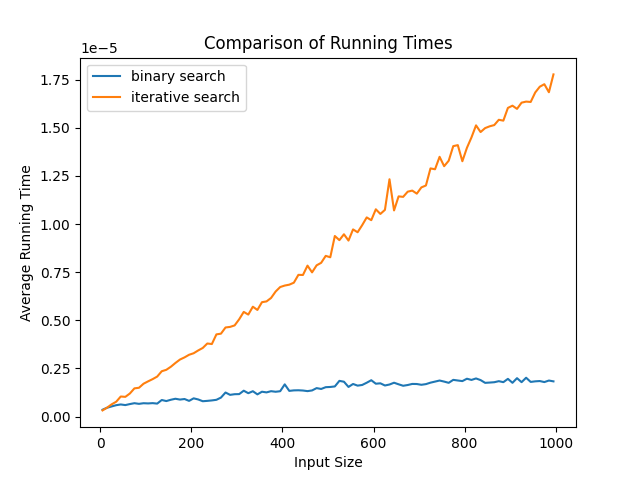 Comparison of Running Times
1e−5
binary search
iterative search
1.75
1.50
1.25
1.00
0.75
0.50
0.25
0.00
Average Running Time
0 200 400 600 800 1000
Input Size